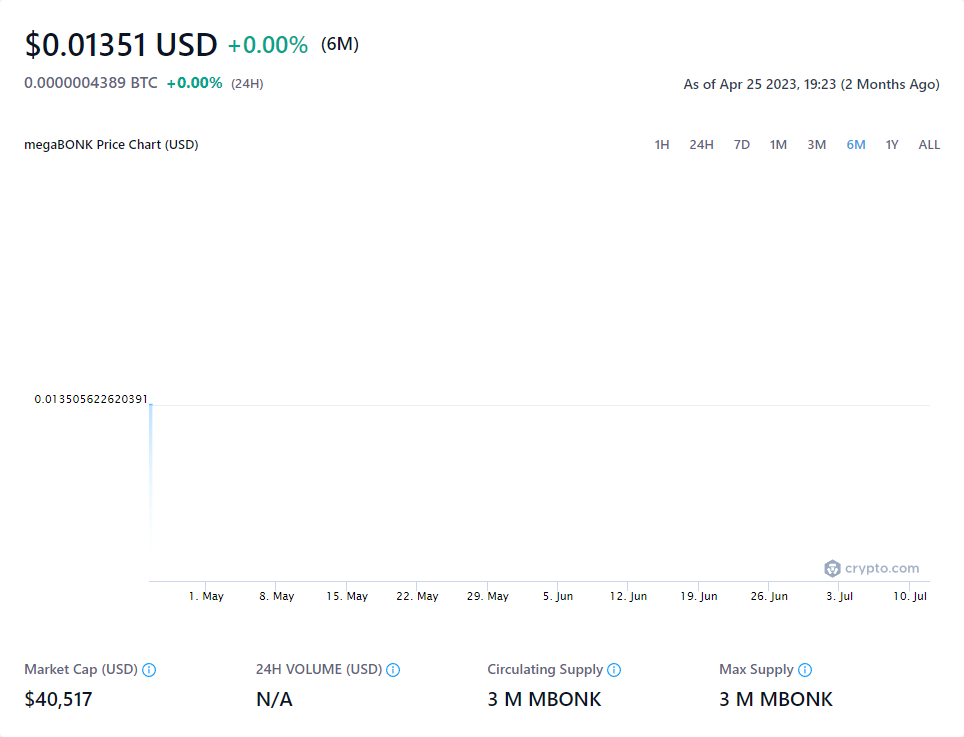 $0.01351 USD +0.00% (6M)
0.0000004389 BTC +0.00% (24H)
As of Apr 25 2023, 19:23 (2 Months Ago)
megaBONK Price Chart (USD)
1H 24H 7D 1M 3M 6M 1Y ALL
0.013505622620391
crypto.com
1. May 8. May 15. May 22. May 29. May 5. Jun 12. Jun 19. Jun 26. Jun 3. Jul 10. Jul
Market Cap (USD) 24H VOLUME (USD) Circulating Supply Max Supply
$40,517 N/A 3 M MBONK 3 M MBONK